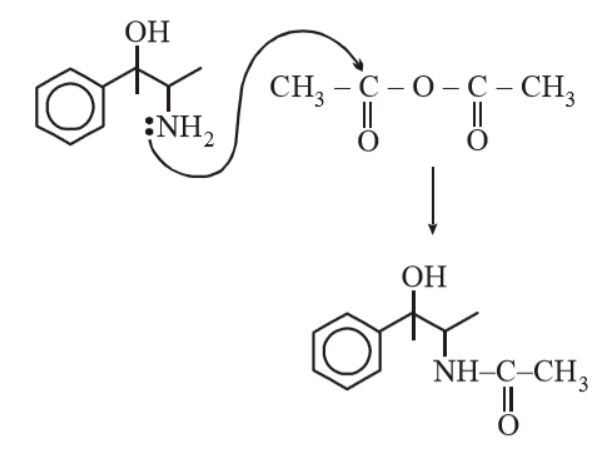 OH
:NH₂
CH₃ – C – O – C – CH₃
O O
OH
NH–C–CH₃
O